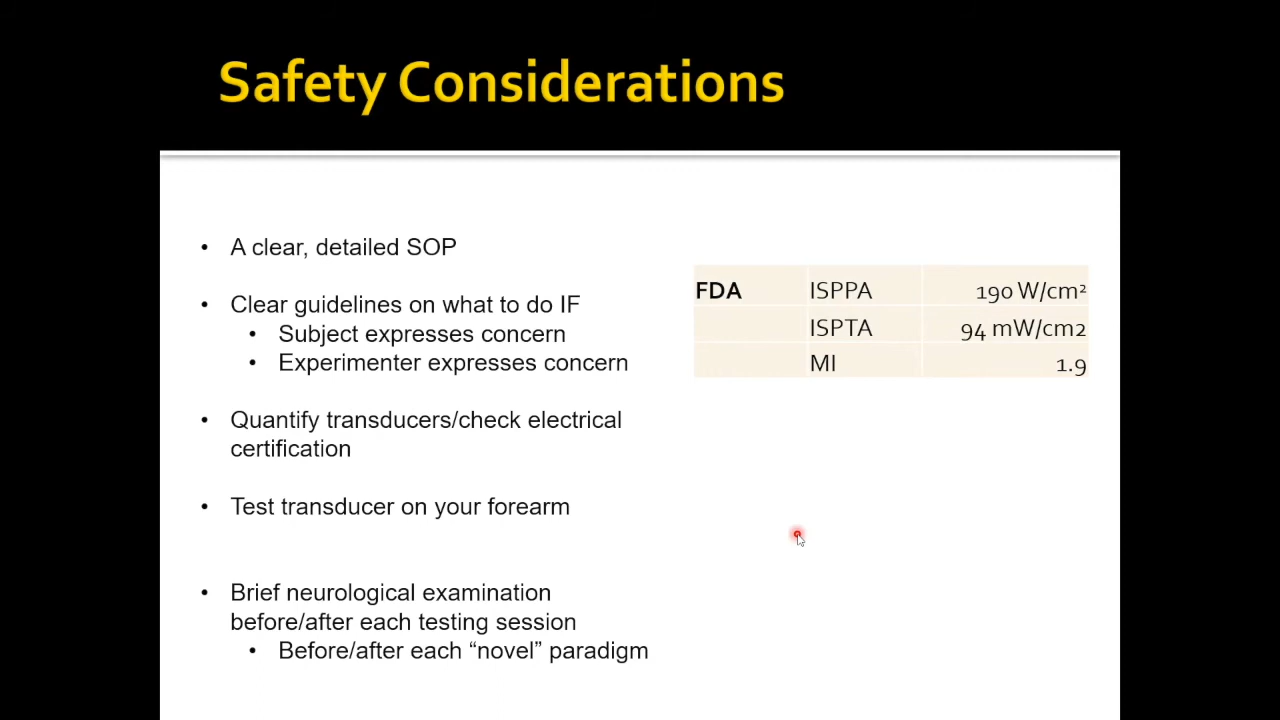 Safety Considerations
• A clear, detailed SOP
• Clear guidelines on what to do IF
• Subject expresses concern
• Experimenter expresses concern
• Quantify transducers/check electrical
certification
• Test transducer on your forearm
• Brief neurological examination
before/after each testing session
• Before/after each “novel” paradigm
FDA ISPPA 190 W/cm²
ISPTA 94 mW/cm2
MI 1.9